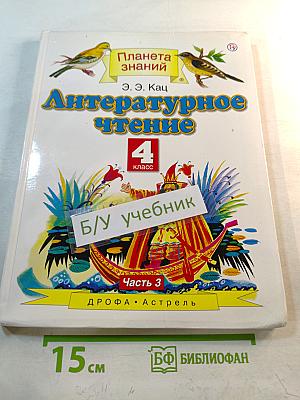 Планета
знаний
Э. Э. Кац
Литературное
чтение
4
класс
Б/У учебник
Часть 3
ДРОФА • Астрель
15 см
БФ БИБЛИОФАН